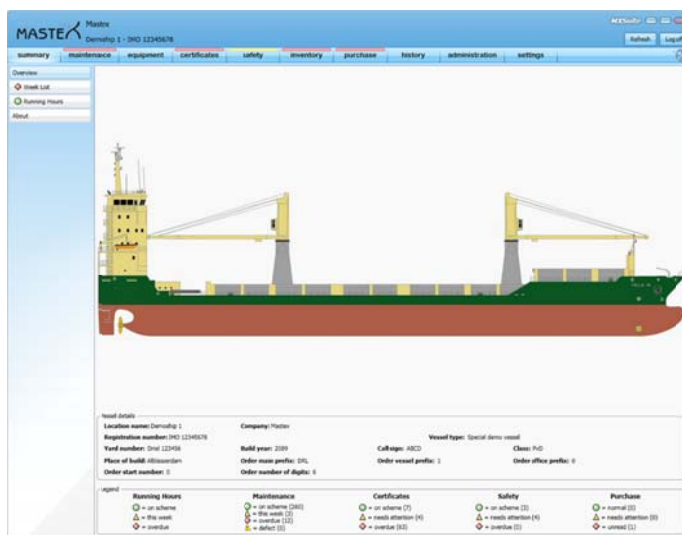 MASTEX
Mastex
Demoship 1 - IMO 12345678
Refresh
Logoff
summary maintenance equipment certificates safety inventory purchase history administration settings
Overview
Week List
Running Hours
About
Vessel details
Location name: Demoship 1 Company: Mastex
Registration number: IMO 12345678 Vessel type: Special demo vessel
Yard number: Driel 123456 Build year: 2009 Call sign: ABCD Class: PvD
Place of build: Alblasserdam Order main prefix: DRL Order vessel prefix: 1 Order office prefix: 0
Order start number: 0 Order number of digits: 6
Legend
Running Hours Maintenance Certificates Safety Purchase
= on scheme = on scheme (260) = on scheme (7) = on scheme (3) = normal (0)
= this week = this week (3) = needs attention (4) = needs attention (4) = needs attention (0)
= overdue = overdue (12) = overdue (63) = overdue (0) = unread (1)
= defect (0)